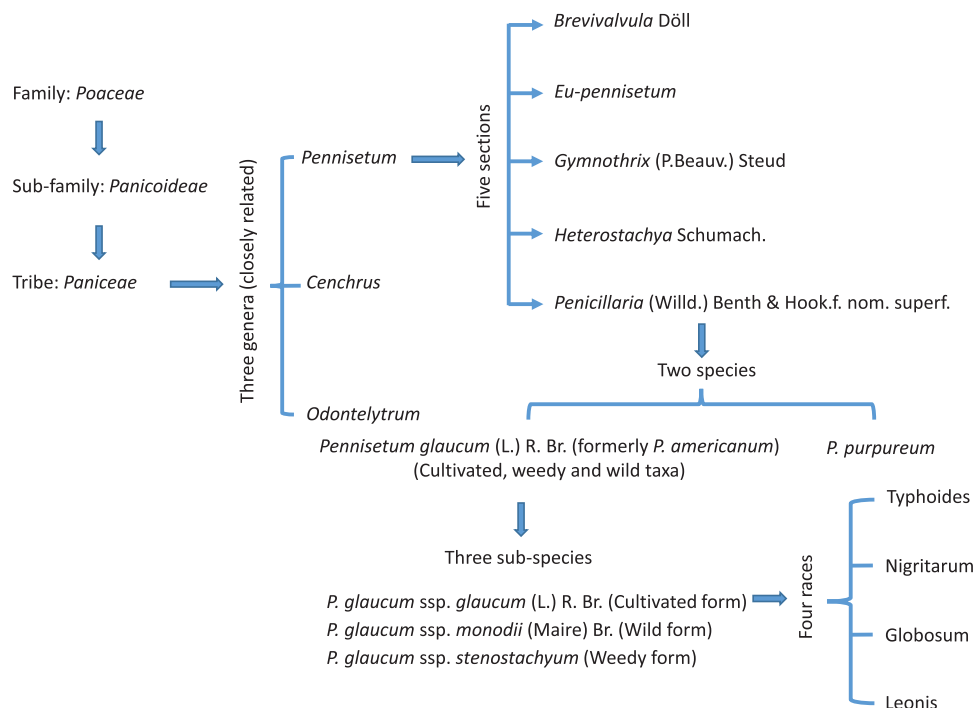 Family: Poaceae
Sub-family: Panicoideae
Tribe: Paniceae
Three genera (closely related)
Pennisetum
Cenchrus
Odontelytrum
Five sections
Brevivalvula Döll
Eu-pennisetum
Gymnothrix (P.Beauv.) Steud
Heterostachya Schumach.
Penicillaria (Willd.) Benth & Hook.f. nom. superf.
Two species
Pennisetum glaucum (L.) R. Br. (formerly P. americanum)
(Cultivated, weedy and wild taxa)
P. purpureum
Three sub-species
P. glaucum ssp. glaucum (L.) R. Br. (Cultivated form)
P. glaucum ssp. monodii (Maire) Br. (Wild form)
P. glaucum ssp. stenostachyum (Weedy form)
Four races
Typhoides
Nigritarum
Globosum
Leonis